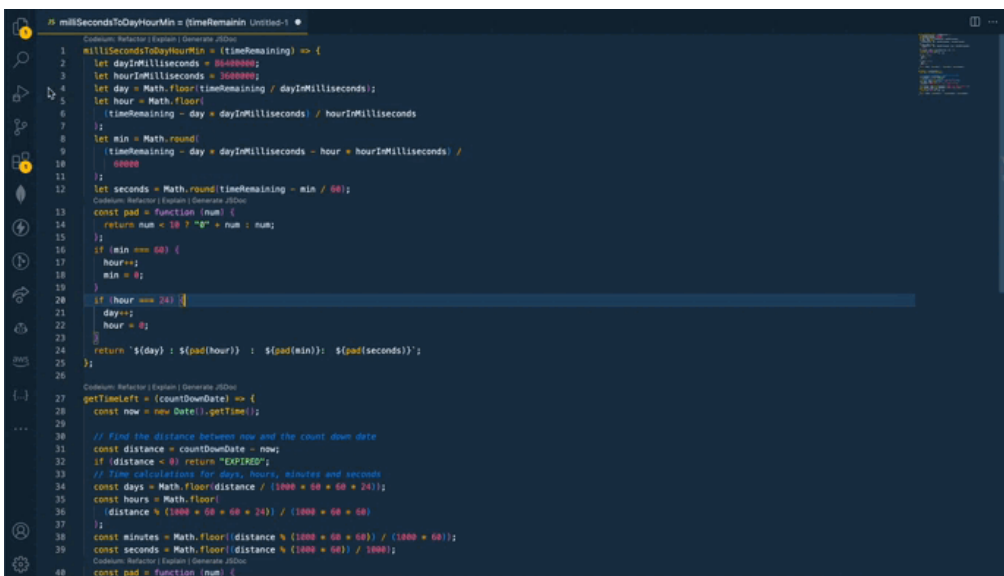 JS milliSecondsToDayHourMin = (timeRemainin Untitled-1
Codeium: Refactor | Explain | Generate JSDoc
1 milliSecondsToDayHourMin = (timeRemaining) => {
2 let dayInMilliseconds = 86400000;
3 let hourInMilliseconds = 3600000;
4 let day = Math.floor(timeRemaining / dayInMilliseconds);
5 let hour = Math.floor(
6 (timeRemaining - day * dayInMilliseconds) / hourInMilliseconds
7 );
8 let min = Math.round(
9 (timeRemaining - day * dayInMilliseconds - hour * hourInMilliseconds) /
10 60000
11 );
12 let seconds = Math.round(timeRemaining - min / 60);
Codeium: Refactor | Explain | Generate JSDoc
13 const pad = function (num) {
14 return num < 10 ? "0" + num : num;
15 };
16 if (min === 60) {
17 hour++;
18 min = 0;
19 }
20 if (hour === 24) {
21 day++;
22 hour = 0;
23 }
24 return `${day} : ${pad(hour)} : ${pad(min)}: ${pad(seconds)}`;
25 };
26
Codeium: Refactor | Explain | Generate JSDoc
27 getTimeLeft = (countDownDate) => {
28 const now = new Date().getTime();
29
30 // Find the distance between now and the count down date
31 const distance = countDownDate - now;
32 if (distance < 0) return "EXPIRED";
33 // Time calculations for days, hours, minutes and seconds
34 const days = Math.floor(distance / (1000 * 60 * 60 * 24));
35 const hours = Math.floor(
36 (distance % (1000 * 60 * 60 * 24)) / (1000 * 60 * 60)
37 );
38 const minutes = Math.floor((distance % (1000 * 60 * 60)) / (1000 * 60));
39 const seconds = Math.floor((distance % (1000 * 60)) / 1000);
Codeium: Refactor | Explain | Generate JSDoc
40 const pad = function (num) {
aws